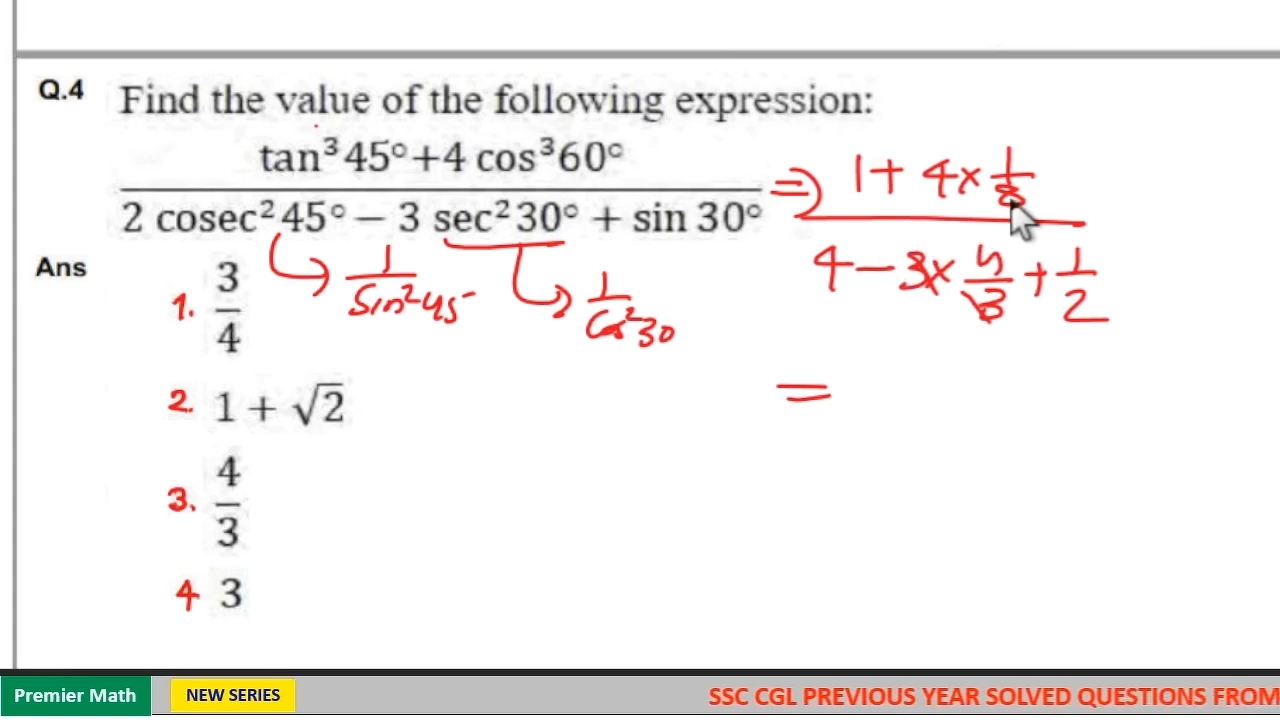 Q.4 Find the value of the following expression:
tan³45°+4 cos³60°
2 cosec²45° − 3 sec²30° + sin 30°
⇒ 1 + 4 × 1/8
4 − 3 × 4/3 + 1/2
1/Sin²45
1/Cos²30
=
Ans
1. 3/4
2. 1 + √2
3. 4/3
4 3
Premier Math
NEW SERIES
SSC CGL PREVIOUS YEAR SOLVED QUESTIONS FROM